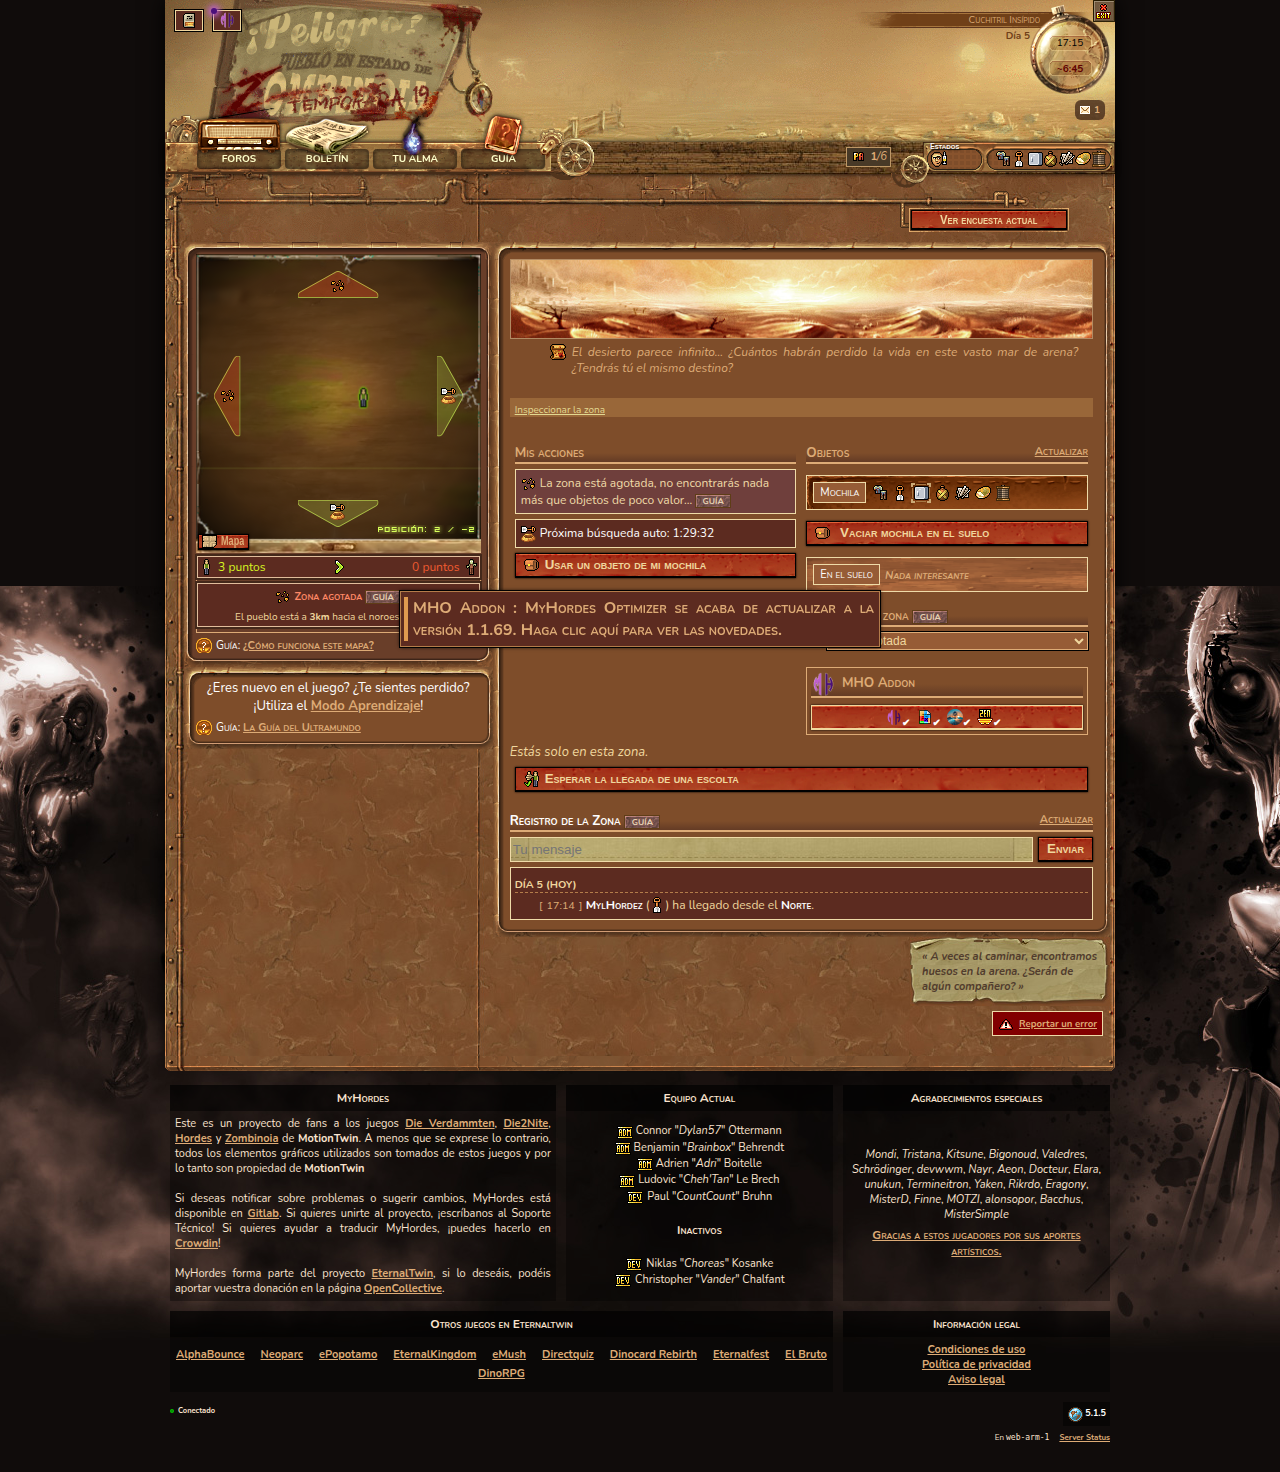 ¡Peligro!
PUEBLO EN ESTADO DE
ZOMBINOIA
TEMPORADA 19
Cuchitril Insípido
Día 5
EXIT
17:15
~6:45
1
FOROS
BOLETÍN
TU ALMA
GUÍA
PA 1/6
Estados
Ver encuesta actual
El desierto parece infinito... ¿Cuántos habrán perdido la vida en este vasto mar de arena?
¿Tendrás tú el mismo destino?
Inspeccionar la zona
posición: 2 / -2
Mapa
3 puntos
0 puntos
Zona agotada GUÍA
El pueblo está a 3km hacia el noroes
Guía: ¿Cómo funciona este mapa?
¿Eres nuevo en el juego? ¿Te sientes perdido?
¡Utiliza el Modo Aprendizaje!
Guía: La Guía del Ultramundo
Mis acciones
La zona está agotada, no encontrarás nada
más que objetos de poco valor... GUÍA
Próxima búsqueda auto: 1:29:32
Usar un objeto de mi mochila
Objetos
Actualizar
Mochila
Vaciar mochila en el suelo
En el suelo
Nada interesante
MHO Addon : MyHordes Optimizer se acaba de actualizar a la
versión 1.1.69. Haga clic aquí para ver las novedades.
zona GUÍA
tada
MHO Addon
Estás solo en esta zona.
Esperar la llegada de una escolta
Registro de la Zona GUÍA
Actualizar
Tu mensaje
Enviar
DÍA 5 (HOY)
[ 17:14 ] MylHordez ( ) ha llegado desde el Norte.
« A veces al caminar, encontramos
huesos en la arena. ¿Serán de
algún compañero? »
Reportar un error
MyHordes
Este es un proyecto de fans a los juegos Die Verdammten, Die2Nite,
Hordes y Zombinoia de MotionTwin. A menos que se exprese lo contrario,
todos los elementos gráficos utilizados son tomados de estos juegos y por
lo tanto son propiedad de MotionTwin
Si deseas notificar sobre problemas o sugerir cambios, MyHordes está
disponible en Gitlab. Si quieres unirte al proyecto, ¡escríbanos al Soporte
Técnico! Si quieres ayudar a traducir MyHordes, ¡puedes hacerlo en
Crowdin!
MyHordes forma parte del proyecto EternalTwin, si lo deseáis, podéis
aportar vuestra donación en la página OpenCollective.
Equipo Actual
ADM Connor "Dylan57" Ottermann
ADM Benjamin "Brainbox" Behrendt
ADM Adrien "Adri" Boitelle
ADM Ludovic "Cheh'Tan" Le Brech
DEV Paul "CountCount" Bruhn
Inactivos
DEV Niklas "Choreas" Kosanke
DEV Christopher "Vander" Chalfant
Agradecimientos especiales
Mondi, Tristana, Kitsune, Bigonoud, Valedres,
Schrödinger, devwwm, Nayr, Aeon, Docteur, Elara,
unukun, Termineitron, Yaken, Rikrdo, Eragony,
MisterD, Finne, MOTZI, alonsopor, Bacchus,
MisterSimple
Gracias a estos jugadores por sus aportes
artísticos.
Otros juegos en Eternaltwin
AlphaBounce Neoparc ePopotamo EternalKingdom eMush Directquiz Dinocard Rebirth Eternalfest El Bruto
DinoRPG
Información legal
Condiciones de uso
Política de privacidad
Aviso legal
Conectado
5.1.5
En web-arm-1 Server Status